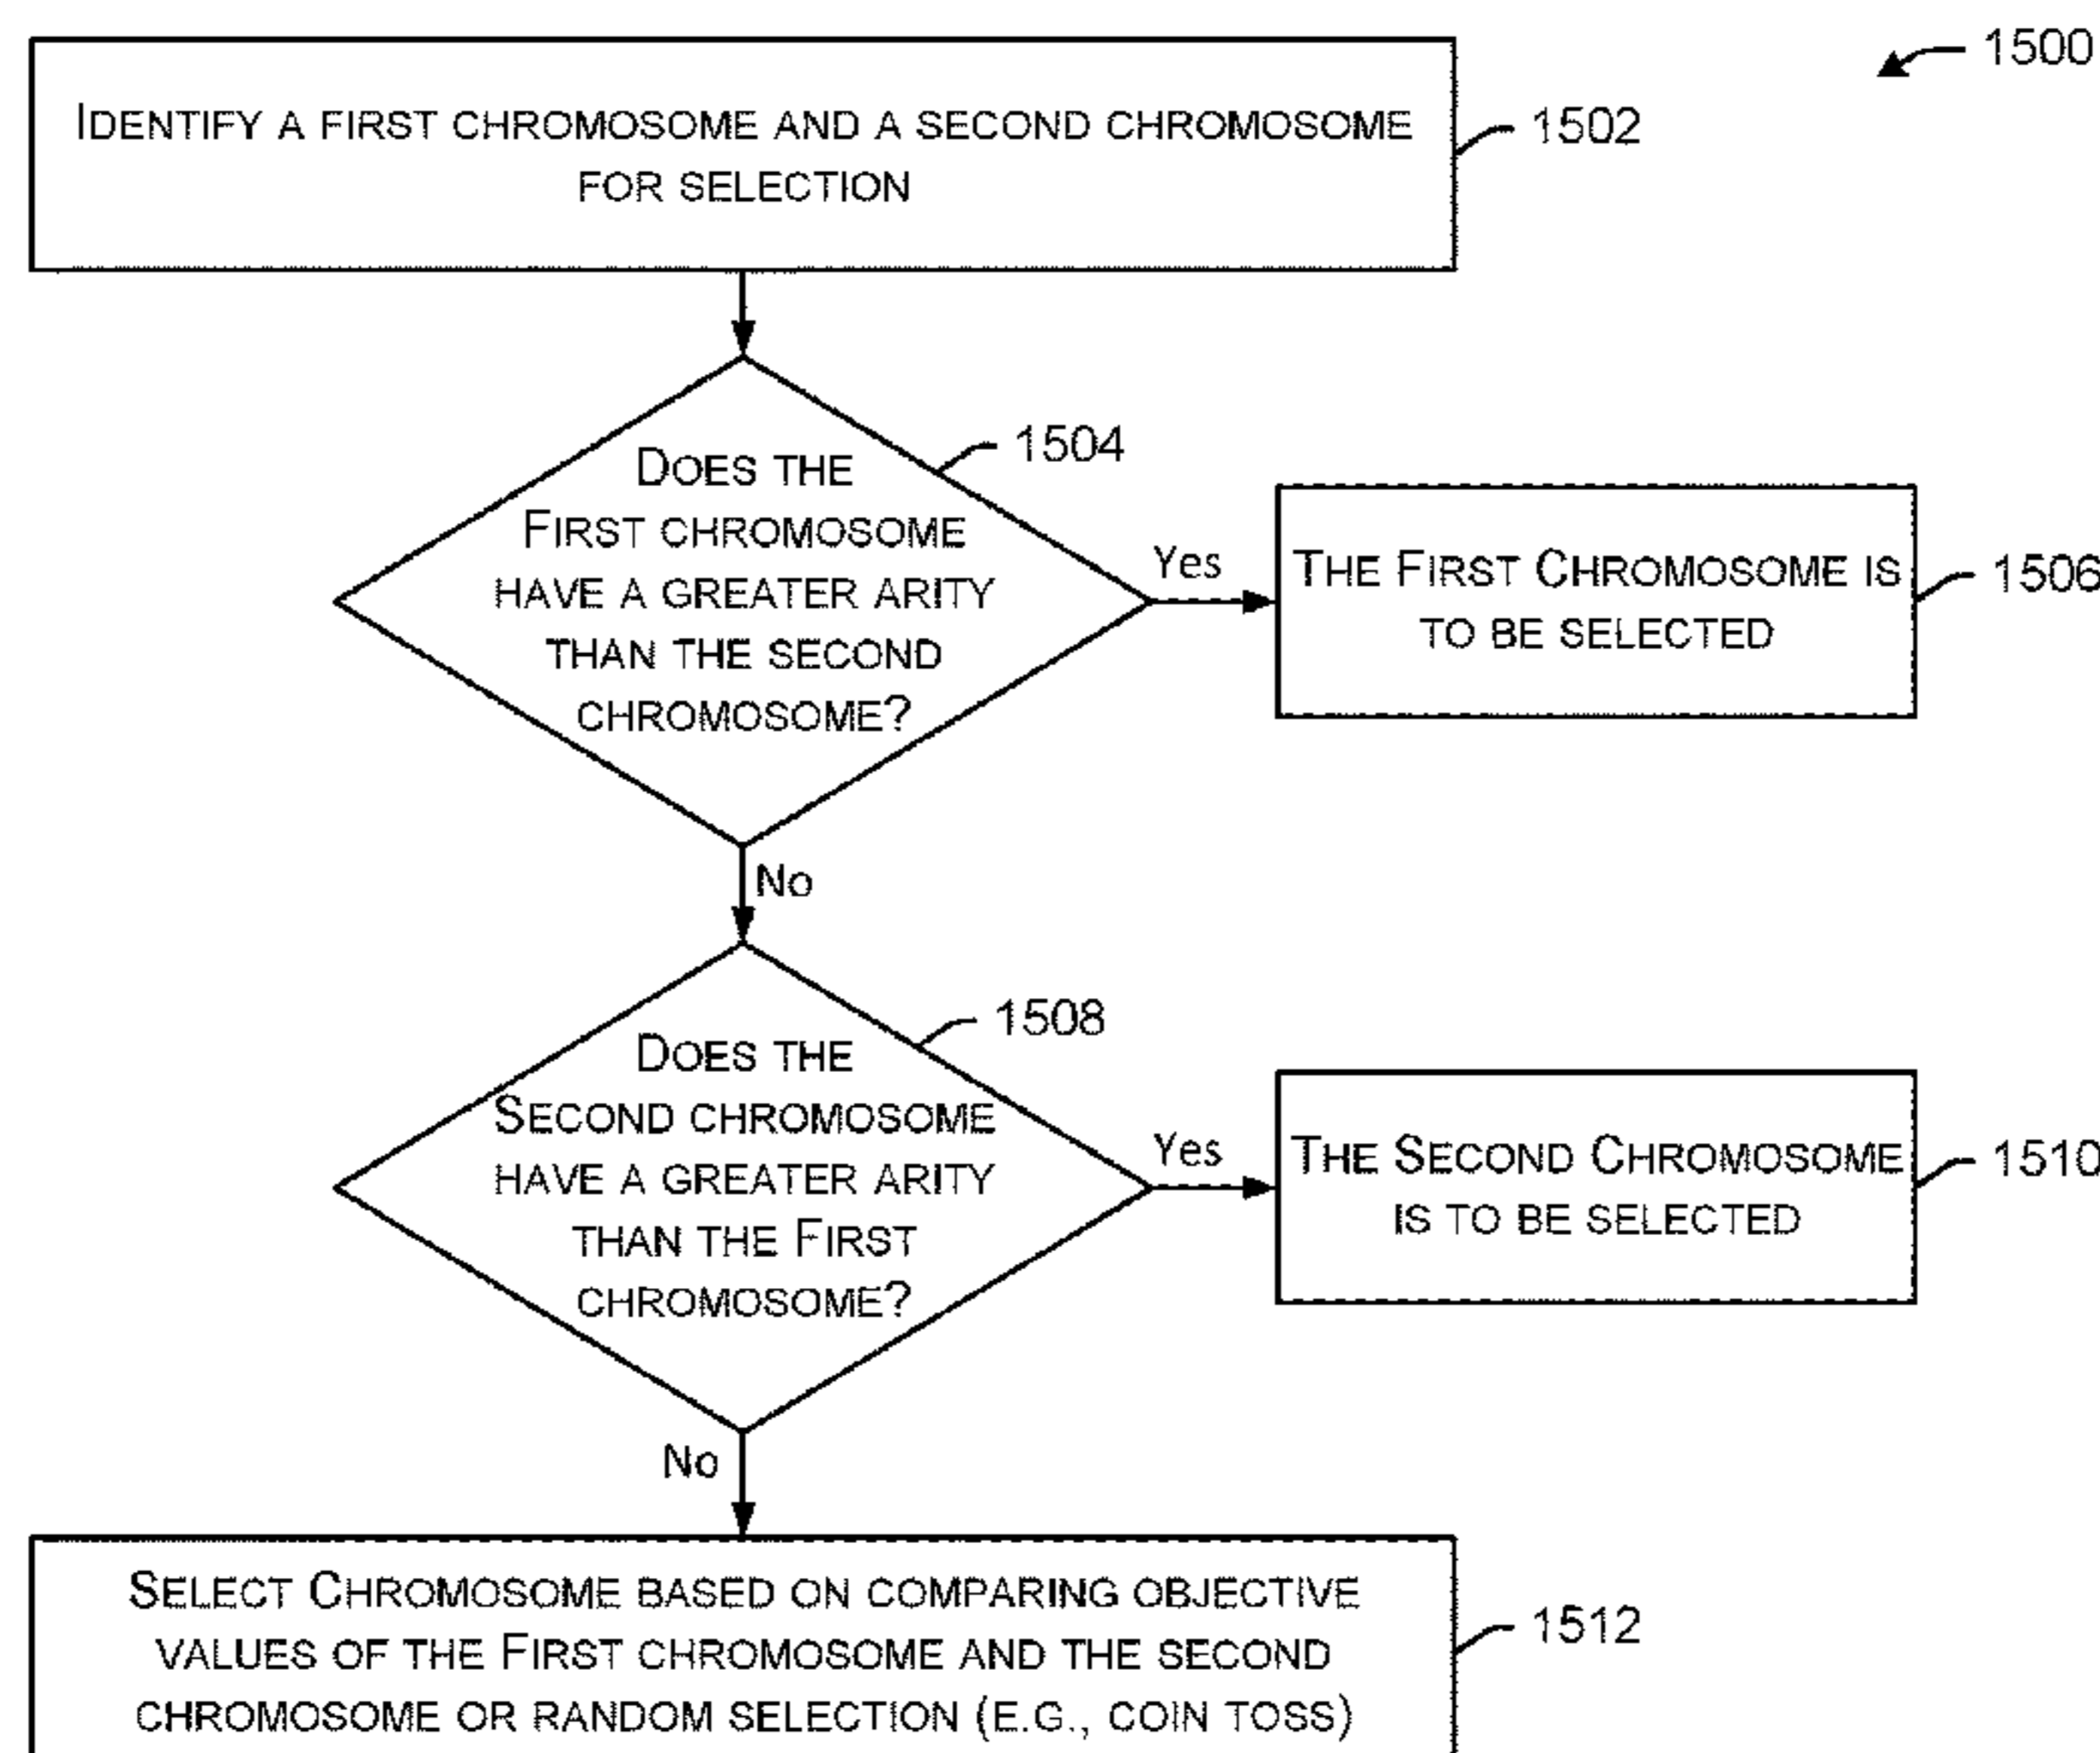 1500
IDENTIFY A FIRST CHROMOSOME AND A SECOND CHROMOSOME
FOR SELECTION
1502
DOES THE
FIRST CHROMOSOME
HAVE A GREATER ARITY
THAN THE SECOND
CHROMOSOME?
1504
Yes
THE FIRST CHROMOSOME IS
TO BE SELECTED
1506
No
DOES THE
SECOND CHROMOSOME
HAVE A GREATER ARITY
THAN THE FIRST
CHROMOSOME?
1508
Yes
THE SECOND CHROMOSOME
IS TO BE SELECTED
1510
No
SELECT CHROMOSOME BASED ON COMPARING OBJECTIVE
VALUES OF THE FIRST CHROMOSOME AND THE SECOND
CHROMOSOME OR RANDOM SELECTION (E.G., COIN TOSS)
1512